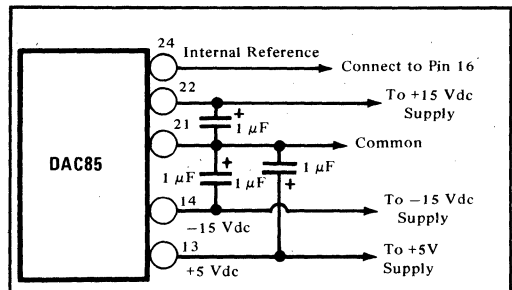 24
Internal Reference
Connect to Pin 16
22
To +15 Vdc
Supply
+
1 µF
21
Common
DAC85
+
1 µF
1 µF
1 µF
+
14
−15 Vdc
To −15 Vdc
Supply
13
+5 Vdc
To +5V
Supply